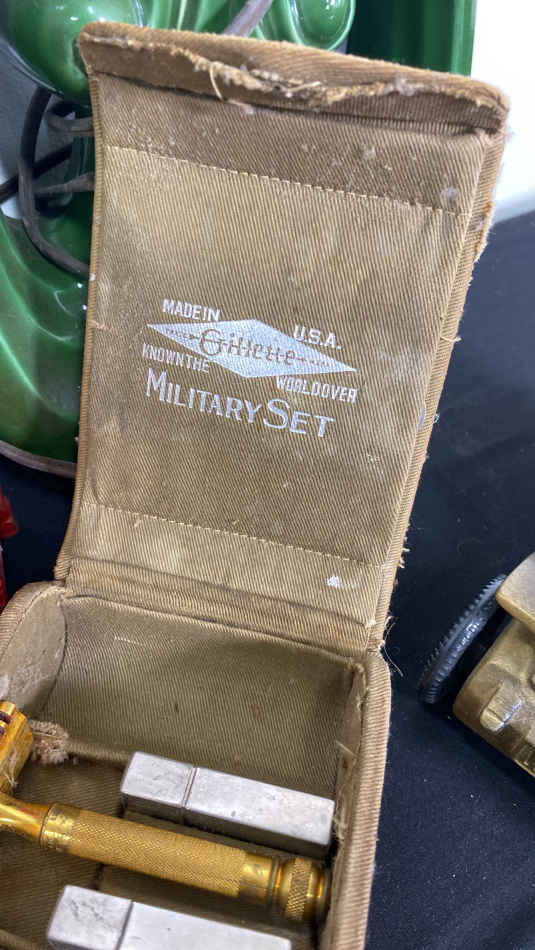 MADE IN U.S.A.
Gillette
KNOWN THE WORLD OVER
MILITARY SET